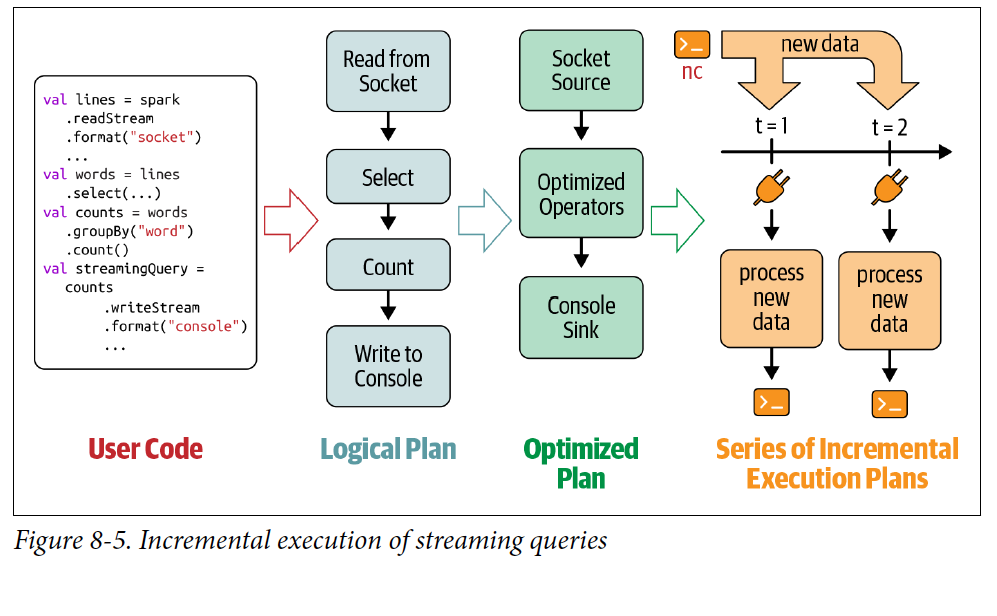 val lines = spark
.readStream
.format("socket")
...
val words = lines
.select(...)
val counts = words
.groupBy("word")
.count()
val streamingQuery =
counts
.writeStream
.format("console")
...
User Code
Read from
Socket
Select
Count
Write to
Console
Logical Plan
Socket
Source
Optimized
Operators
Console
Sink
Optimized
Plan
>_
nc
new data
t = 1
t = 2
process
new
data
process
new
data
>_
>_
Series of Incremental
Execution Plans
Figure 8-5. Incremental execution of streaming queries